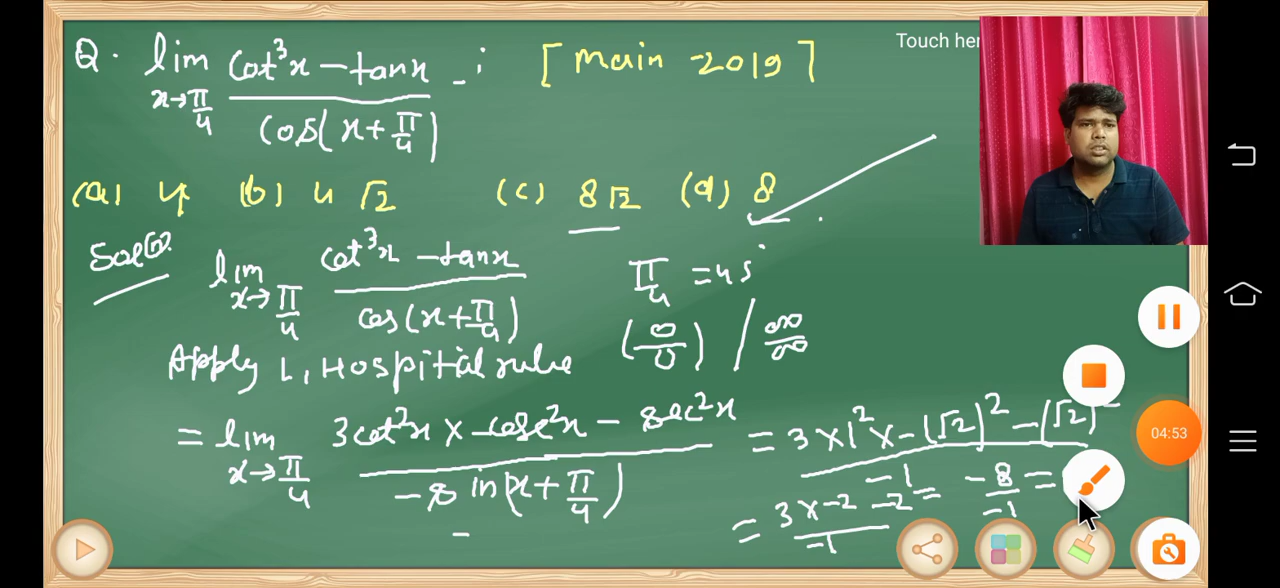 Q. lim x→π/4 (cot³x − tanx)/cos(x+π/4) -; [Main -2019]
Touch her
(a) 4 (b) 4√2 (c) 8√2 (d) 8
Solⁿ. lim x→π/4 (cot³x − tanx)/cos(x+π/4) π/4 = 45°
Apply L, Hospital rule (0/0) / ∞/∞
= lim x→π/4 (3cot²x × -cosec²x − sec²x)/(-sin(x+π/4)) = (3×1²×-(√2)²-(√2)²)/-1
= (3×-2-2)/-1 = -8/-1 =
04:53